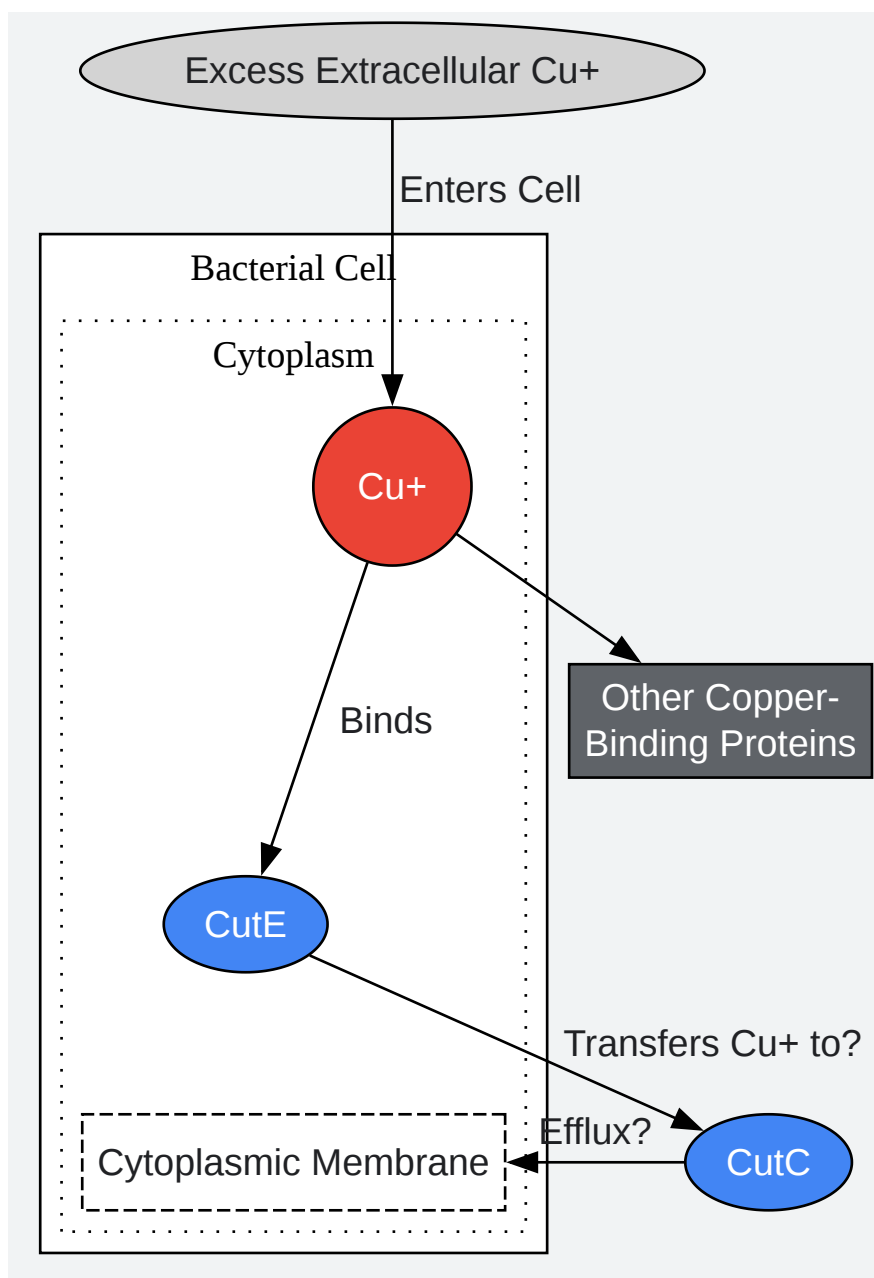 Excess Extracellular Cu+
Enters Cell
Bacterial Cell
Cytoplasm
Cu+
Other Copper-
Binding Proteins
Binds
CutE
Transfers Cu+ to?
Efflux?
Cytoplasmic Membrane
CutC